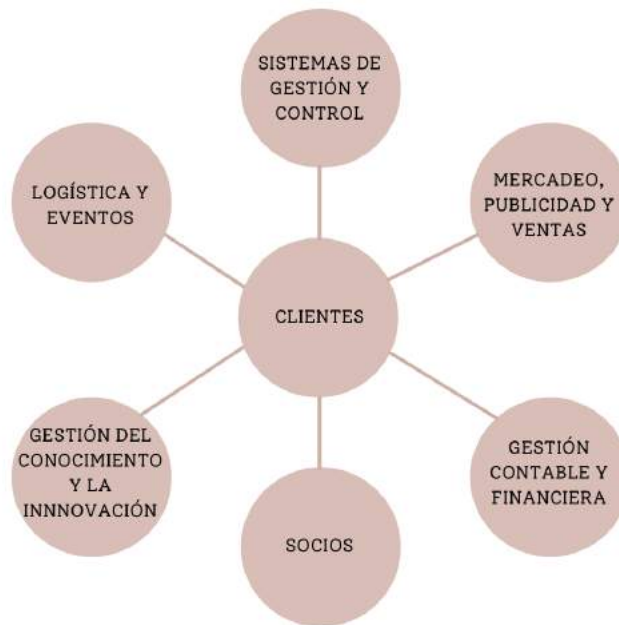 SISTEMAS DE
GESTIÓN Y
CONTROL
LOGÍSTICA Y
EVENTOS
MERCADEO,
PUBLICIDAD Y
VENTAS
CLIENTES
GESTIÓN DEL
CONOCIMIENTO
Y LA
INNNOVACIÓN
GESTIÓN
CONTABLE Y
FINANCIERA
SOCIOS